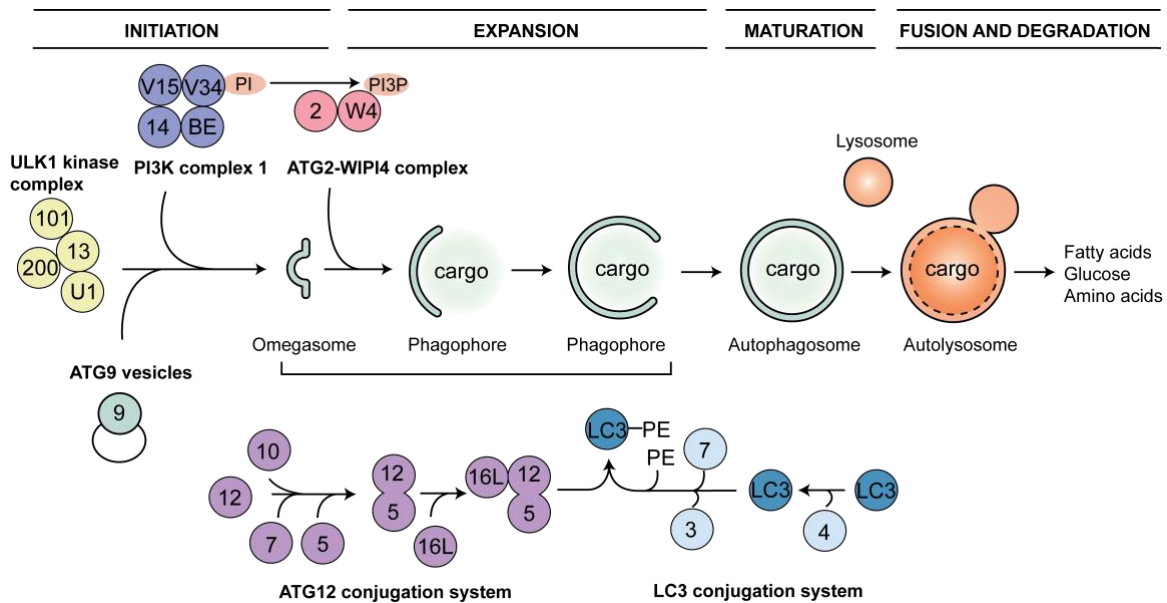 INITIATION
EXPANSION
MATURATION
FUSION AND DEGRADATION
V15 V34 PI
PI3P
14 BE
2 W4
ULK1 kinase
complex
PI3K complex 1
ATG2-WIPI4 complex
Lysosome
101
13
200
U1
cargo
cargo
cargo
cargo
Fatty acids
Glucose
Amino acids
Omegasome
Phagophore
Phagophore
Autophagosome
Autolysosome
ATG9 vesicles
9
10
12
7
5
12
5
16L
16L 12
5
LC3 PE
PE
7
3
LC3
4
LC3
ATG12 conjugation system
LC3 conjugation system